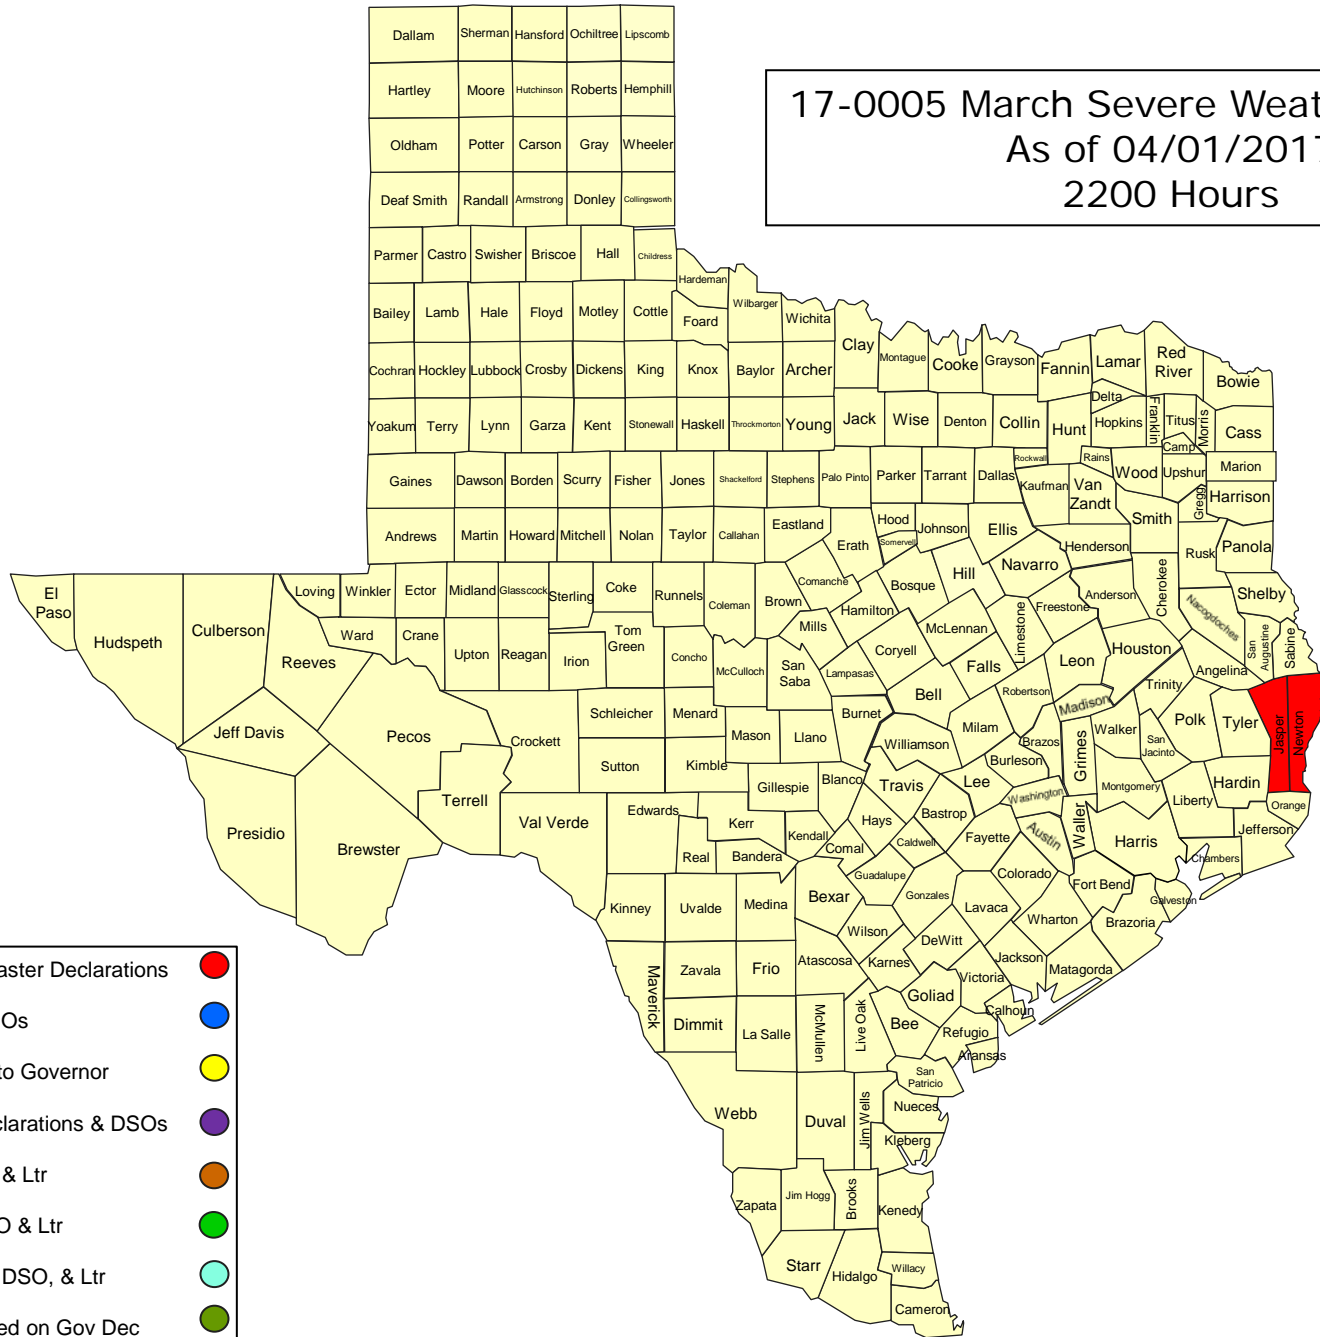 Dallam Sherman Hansford Ochiltree Lipscomb
Hartley Moore Hutchinson Roberts Hemphill
17-0005 March Severe Weat
As of 04/01/2017
2200 Hours
Oldham Potter Carson Gray Wheeler
Deaf Smith Randall Armstrong Donley Collingsworth
Parmer Castro Swisher Briscoe Hall Childress
Hardeman
Bailey Lamb Hale Floyd Motley Cottle Foard Wilbarger Wichita
Clay Montague Cooke Grayson Fannin Lamar Red
River Bowie
Cochran Hockley Lubbock Crosby Dickens King Knox Baylor Archer
Delta
Yoakum Terry Lynn Garza Kent Stonewall Haskell Throckmorton Young Jack Wise Denton Collin Hunt Hopkins Franklin Titus Morris Cass
Camp
Rockwall Rains
Gaines Dawson Borden Scurry Fisher Jones Shackelford Stephens Palo Pinto Parker Tarrant Dallas Kaufman Van
Zandt Wood Upshur Marion
Gregg Harrison
Andrews Martin Howard Mitchell Nolan Taylor Callahan Eastland Erath Hood Somervell Johnson Ellis Henderson Smith Rusk Panola
El
Paso Hudspeth Culberson Loving Winkler Ector Midland Glasscock Sterling Coke Runnels Coleman Brown Comanche Hamilton Bosque Hill Navarro Freestone Anderson Cherokee Nacogdoches Shelby
Reeves Ward Crane Upton Reagan Irion Tom
Green Concho McCulloch San
Saba Mills Lampasas Coryell McLennan Limestone Falls Leon Houston Angelina San
Augustine Sabine
Jeff Davis Pecos Crockett Schleicher Menard Mason Llano Burnet Bell Milam Robertson Madison Trinity Polk Tyler Jasper Newton
Sutton Kimble Gillespie Blanco Williamson Travis Lee Burleson Brazos Grimes Walker San
Jacinto Hardin
Presidio Brewster Terrell Val Verde Edwards Kerr Kendall Hays Bastrop Washington Montgomery Liberty Orange
Real Bandera Comal Caldwell Fayette Austin Waller Harris Jefferson
Chambers
Kinney Uvalde Medina Bexar Guadalupe Gonzales Colorado Fort Bend Galveston
Lavaca Wharton Brazoria
Wilson DeWitt
Maverick Zavala Frio Atascosa Karnes Victoria Jackson Matagorda
Dimmit La Salle McMullen Live Oak Goliad Bee Refugio Calhoun
Aransas
San
Patricio
Webb Duval Jim Wells Nueces
Kleberg
Zapata Jim Hogg Brooks Kenedy
Starr Hidalgo Willacy
Cameron
aster Declarations
Os
to Governor
clarations & DSOs
& Ltr
O & Ltr
DSO, & Ltr
ed on Gov Dec